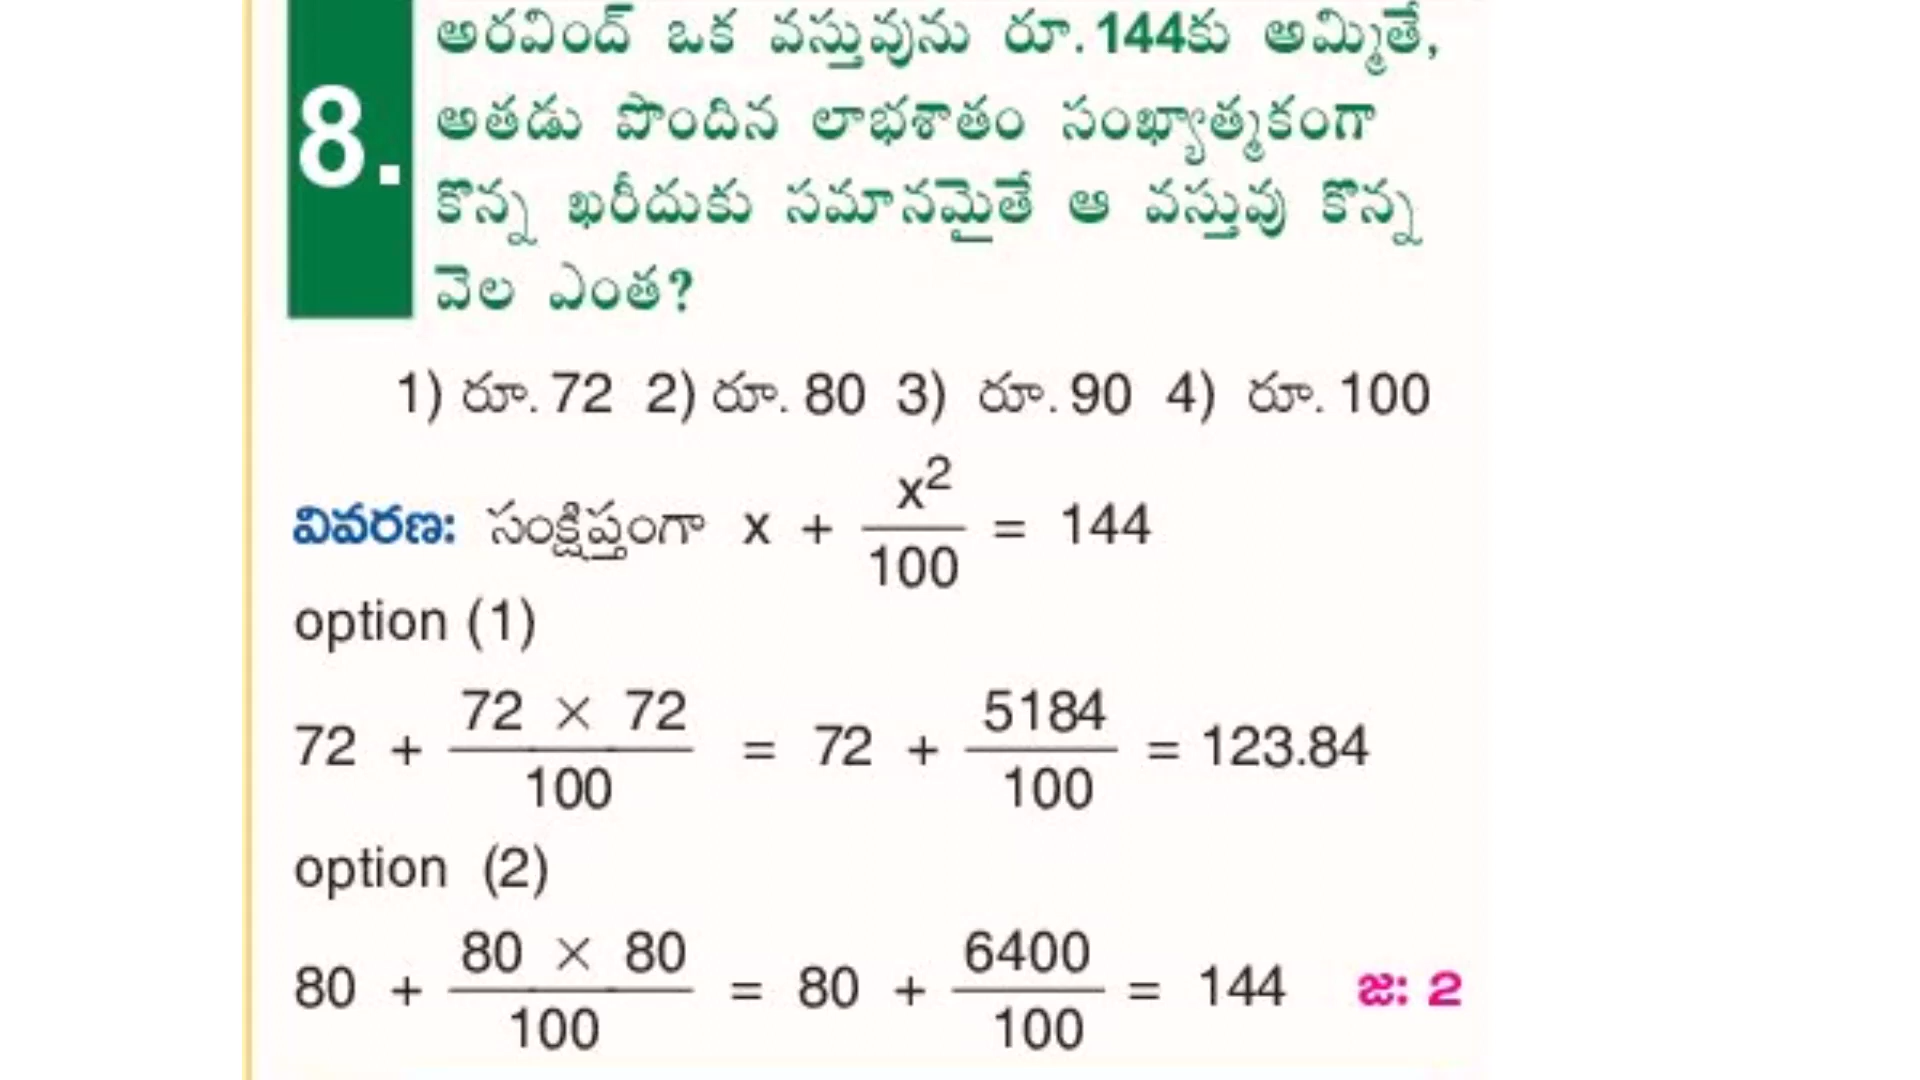 8. అరవింద్ ఒక వస్తువును రూ.144కు అమ్మితే,
అతడు పొందిన లాభశాతం సంఖ్యాత్మకంగా
కొన్న ఖరీదుకు సమానమైతే ఆ వస్తువు కొన్న
వెల ఎంత?
1) రూ.72 2) రూ. 80 3) రూ.90 4) రూ.100
వివరణ: సంక్షిప్తంగా x + x²/100 = 144
option (1)
72 + 72 × 72/100 = 72 + 5184/100 = 123.84
option (2)
80 + 80 × 80/100 = 80 + 6400/100 = 144 జ: 2